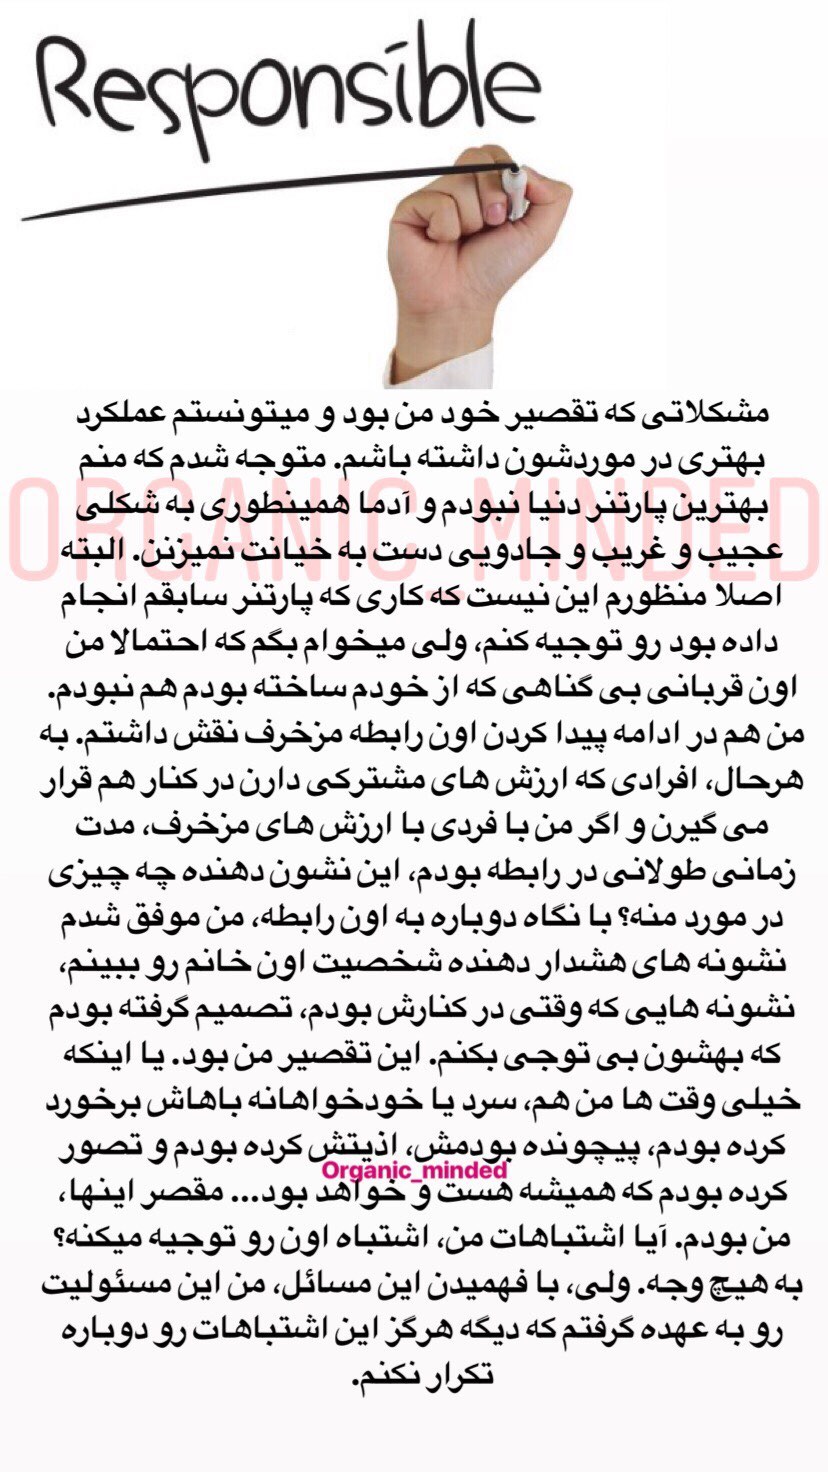 Responsible
مشکلاتی که تقصیر خود من بود و میتونستم عملکرد
بهتری در موردشون داشته باشم. متوجه شدم که منم
ORGANIC_MINDED
بهترین پارتنر دنیا نبودم و آدما همینطوری به شکلی
عجیب و غریب و جادویی دست به خیانت نمیزنن. البته
اصلا منظورم این نیست که کاری که پارتنر سابقم انجام
داده بود رو توجیه کنم، ولی میخوام بگم که احتمالا من
اون قربانی بی گناهی که از خودم ساخته بودم هم نبودم.
من هم در ادامه پیدا کردن اون رابطه مزخرف نقش داشتم. به
هرحال، افرادی که ارزش های مشترکی دارن در کنار هم قرار
می گیرن و اگر من با فردی با ارزش های مزخرف، مدت
زمانی طولانی در رابطه بودم، این نشون دهنده چه چیزی
در مورد منه؟ با نگاه دوباره به اون رابطه، من موفق شدم
نشونه های هشدار دهنده شخصیت اون خانم رو ببینم،
نشونه هایی که وقتی در کنارش بودم، تصمیم گرفته بودم
که بهشون بی توجی بکنم. این تقصیر من بود. یا اینکه
خیلی وقت ها من هم، سرد یا خودخواهانه باهاش برخورد
کرده بودم، پیچونده بودمش، اذیتش کرده بودم و تصور
Organic_minded
کرده بودم که همیشه هست و خواهد بود... مقصر اینها،
من بودم. آیا اشتباهات من، اشتباه اون رو توجیه میکنه؟
به هیچ وجه. ولی، با فهمیدن این مسائل، من این مسئولیت
رو به عهده گرفتم که دیگه هرگز این اشتباهات رو دوباره
تکرار نکنم.